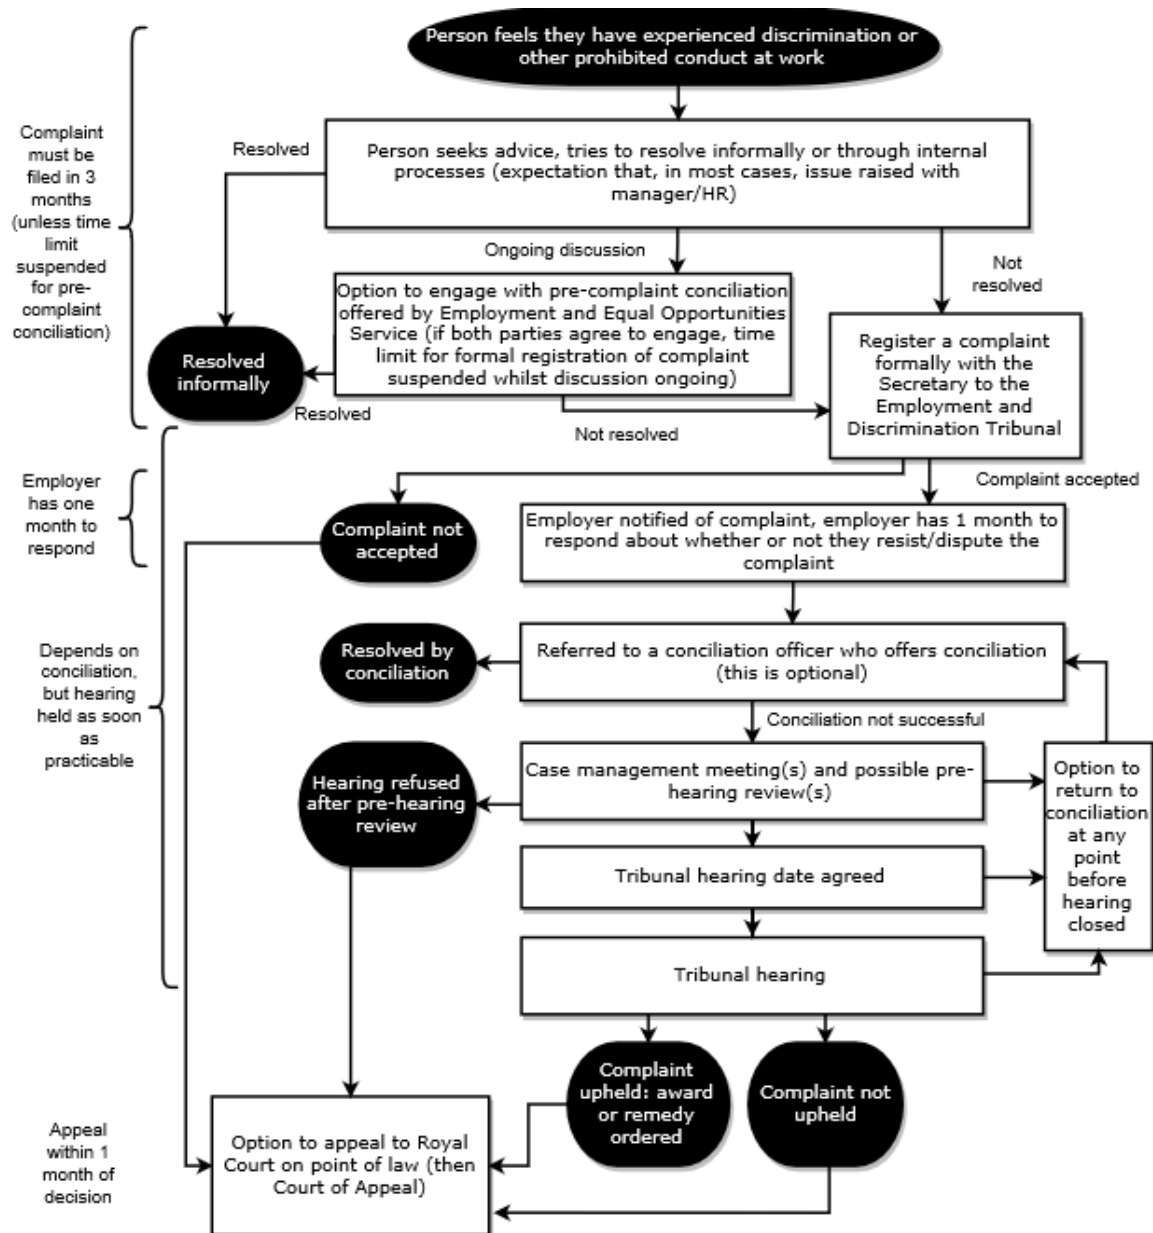 Person feels they have experienced discrimination or
other prohibited conduct at work
Complaint
must be
filed in 3
months
(unless time
limit
suspended
for pre-
complaint
conciliation)
Resolved
Person seeks advice, tries to resolve informally or through internal
processes (expectation that, in most cases, issue raised with
manager/HR)
Ongoing discussion
Not
resolved
Option to engage with pre-complaint conciliation
offered by Employment and Equal Opportunities
Service (if both parties agree to engage, time
limit for formal registration of complaint
suspended whilst discussion ongoing)
Resolved
informally
Register a complaint
formally with the
Secretary to the
Employment and
Discrimination Tribunal
Resolved
Not resolved
Employer
has one
month to
respond
Complaint accepted
Complaint not
accepted
Employer notified of complaint, employer has 1 month to
respond about whether or not they resist/dispute the
complaint
Depends on
conciliation,
but hearing
held as soon
as
practicable
Resolved by
conciliation
Referred to a conciliation officer who offers conciliation
(this is optional)
Conciliation not successful
Hearing refused
after pre-hearing
review
Case management meeting(s) and possible pre-
hearing review(s)
Option to
return to
conciliation
at any
point
before
hearing
closed
Tribunal hearing date agreed
Tribunal hearing
Complaint
upheld: award
or remedy
ordered
Complaint not
upheld
Appeal
within 1
month of
decision
Option to appeal to Royal
Court on point of law (then
Court of Appeal)